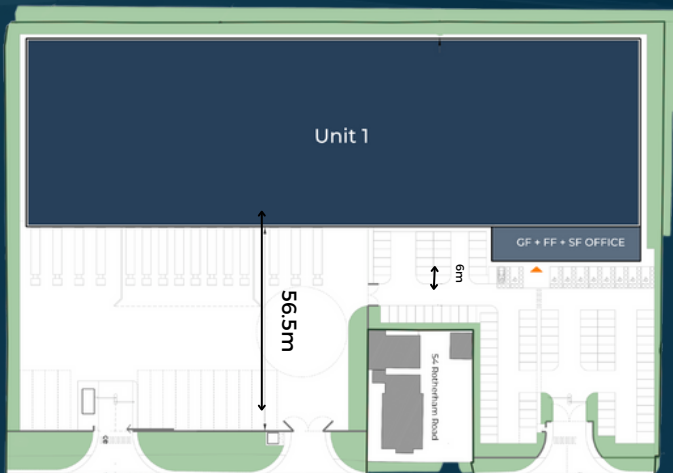 Unit 1
GF + FF + SF OFFICE
6m
56.5m
54 Rotherham Road